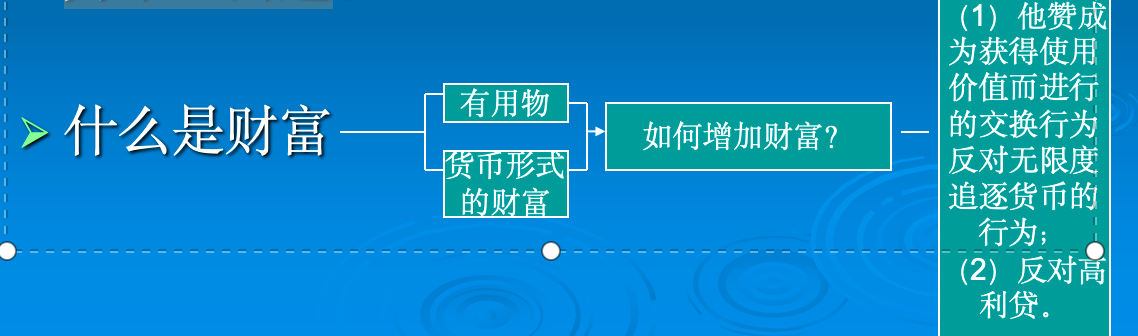 什么是财富
有用物
货币形式
的财富
如何增加财富？
（1）他赞成
为获得使用
价值而进行
的交换行为
反对无限度
追逐货币的
行为；
（2）反对高
利贷。